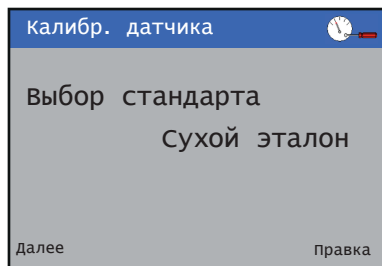 Калибр. датчика
Выбор стандарта
Сухой эталон
Далее
Правка